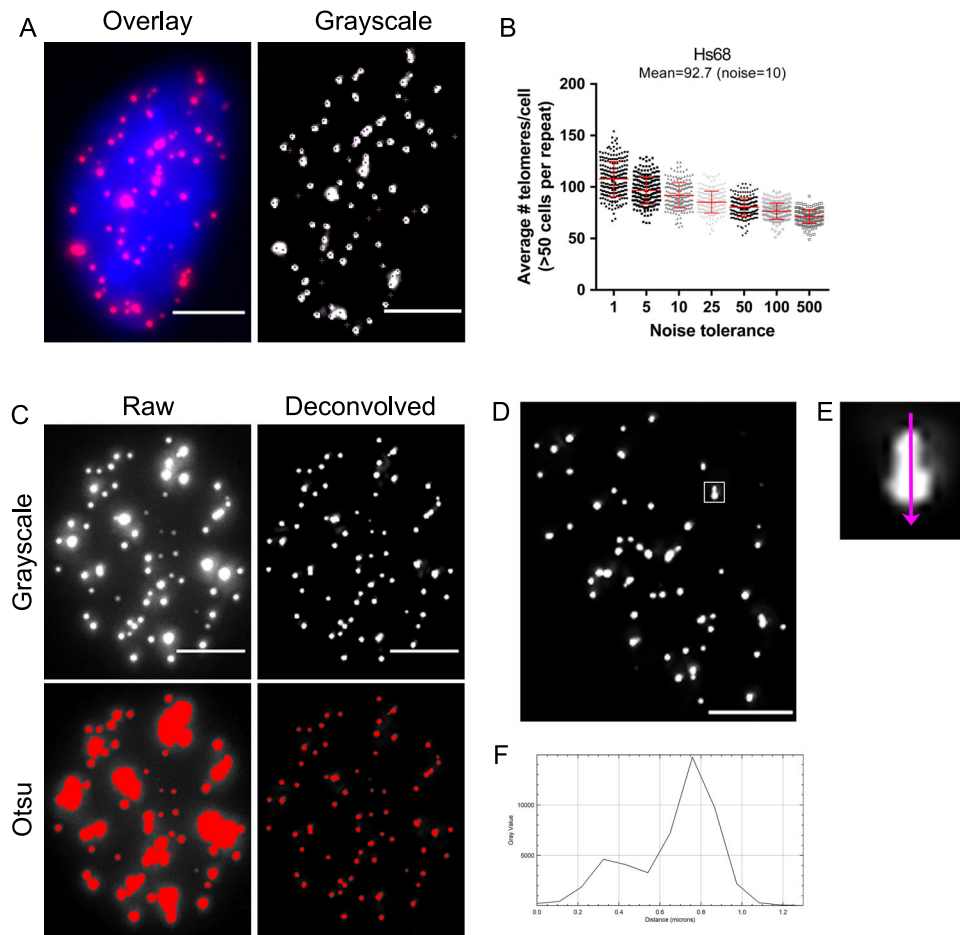 A
Overlay
Grayscale
B
Hs68
Mean=92.7 (noise=10)
Average # telomeres/cell
(>50 cells per repeat)
200
150
100
50
0
1 5 10 25 50 100 500
Noise tolerance
C
Raw
Deconvolved
Grayscale
Otsu
D
E
F
Gray Value
10000
5000
0.0 0.2 0.4 0.6 0.8 1.0 1.2
Distance (microns)